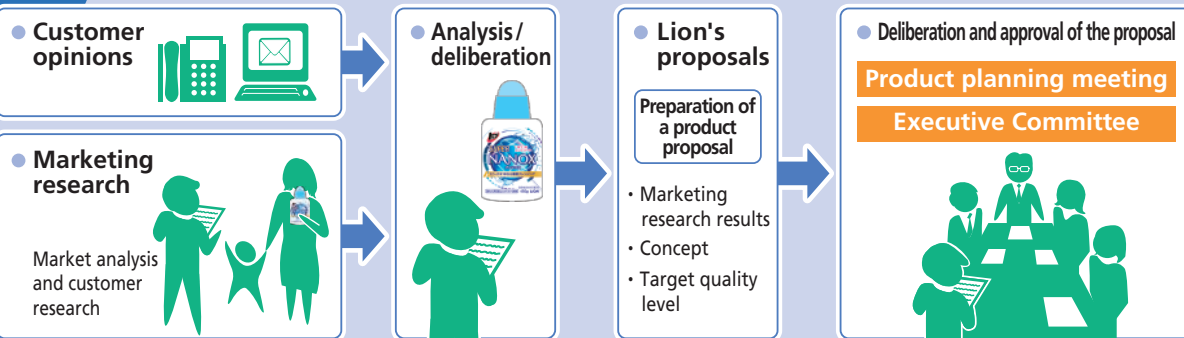 Customer
opinions
Marketing
research
Market analysis
and customer
research
Analysis/
deliberation
NANOX
Lion's
proposals
Preparation of
a product
proposal
・Marketing
research results
・Concept
・Target quality
level
Deliberation and approval of the proposal
Product planning meeting
Executive Committee